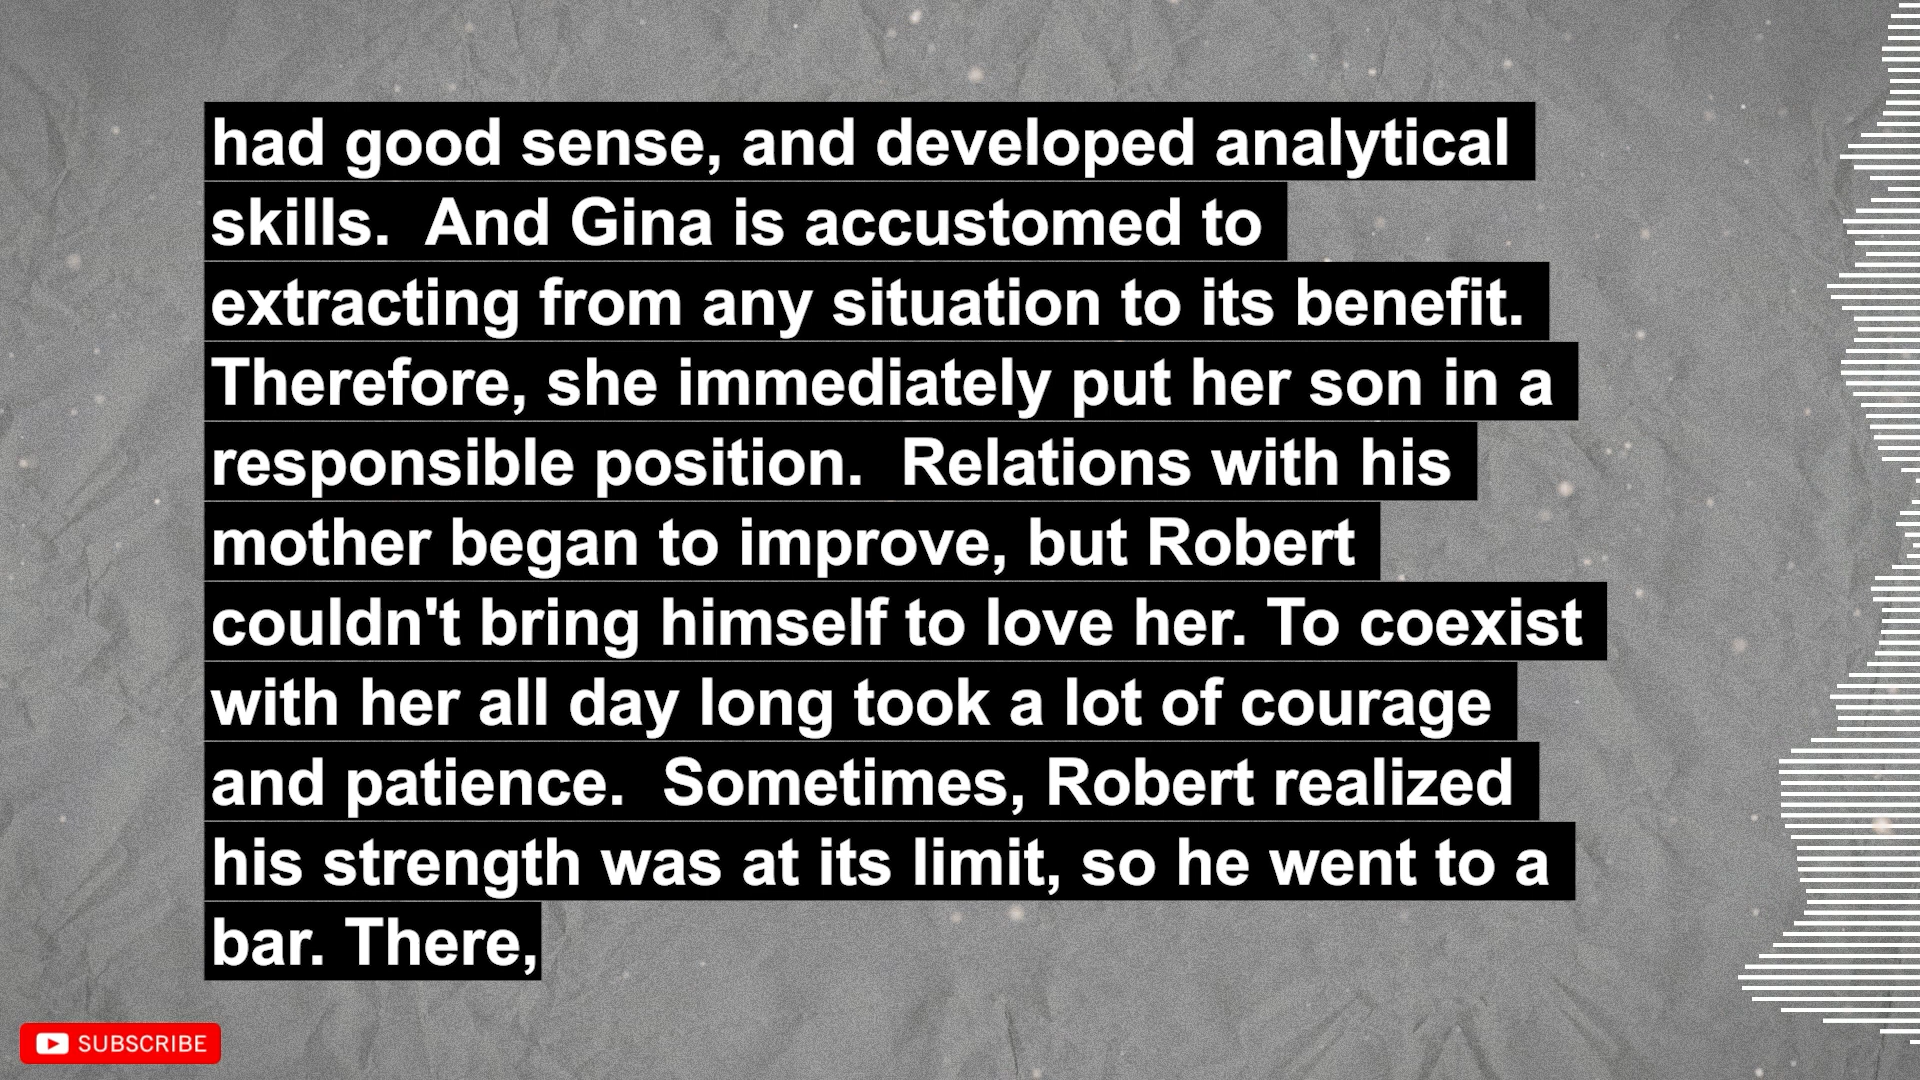 had good sense, and developed analytical
skills.  And Gina is accustomed to
extracting from any situation to its benefit.
Therefore, she immediately put her son in a
responsible position.  Relations with his
mother began to improve, but Robert
couldn't bring himself to love her. To coexist
with her all day long took a lot of courage
and patience.  Sometimes, Robert realized
his strength was at its limit, so he went to a
bar. There,
SUBSCRIBE